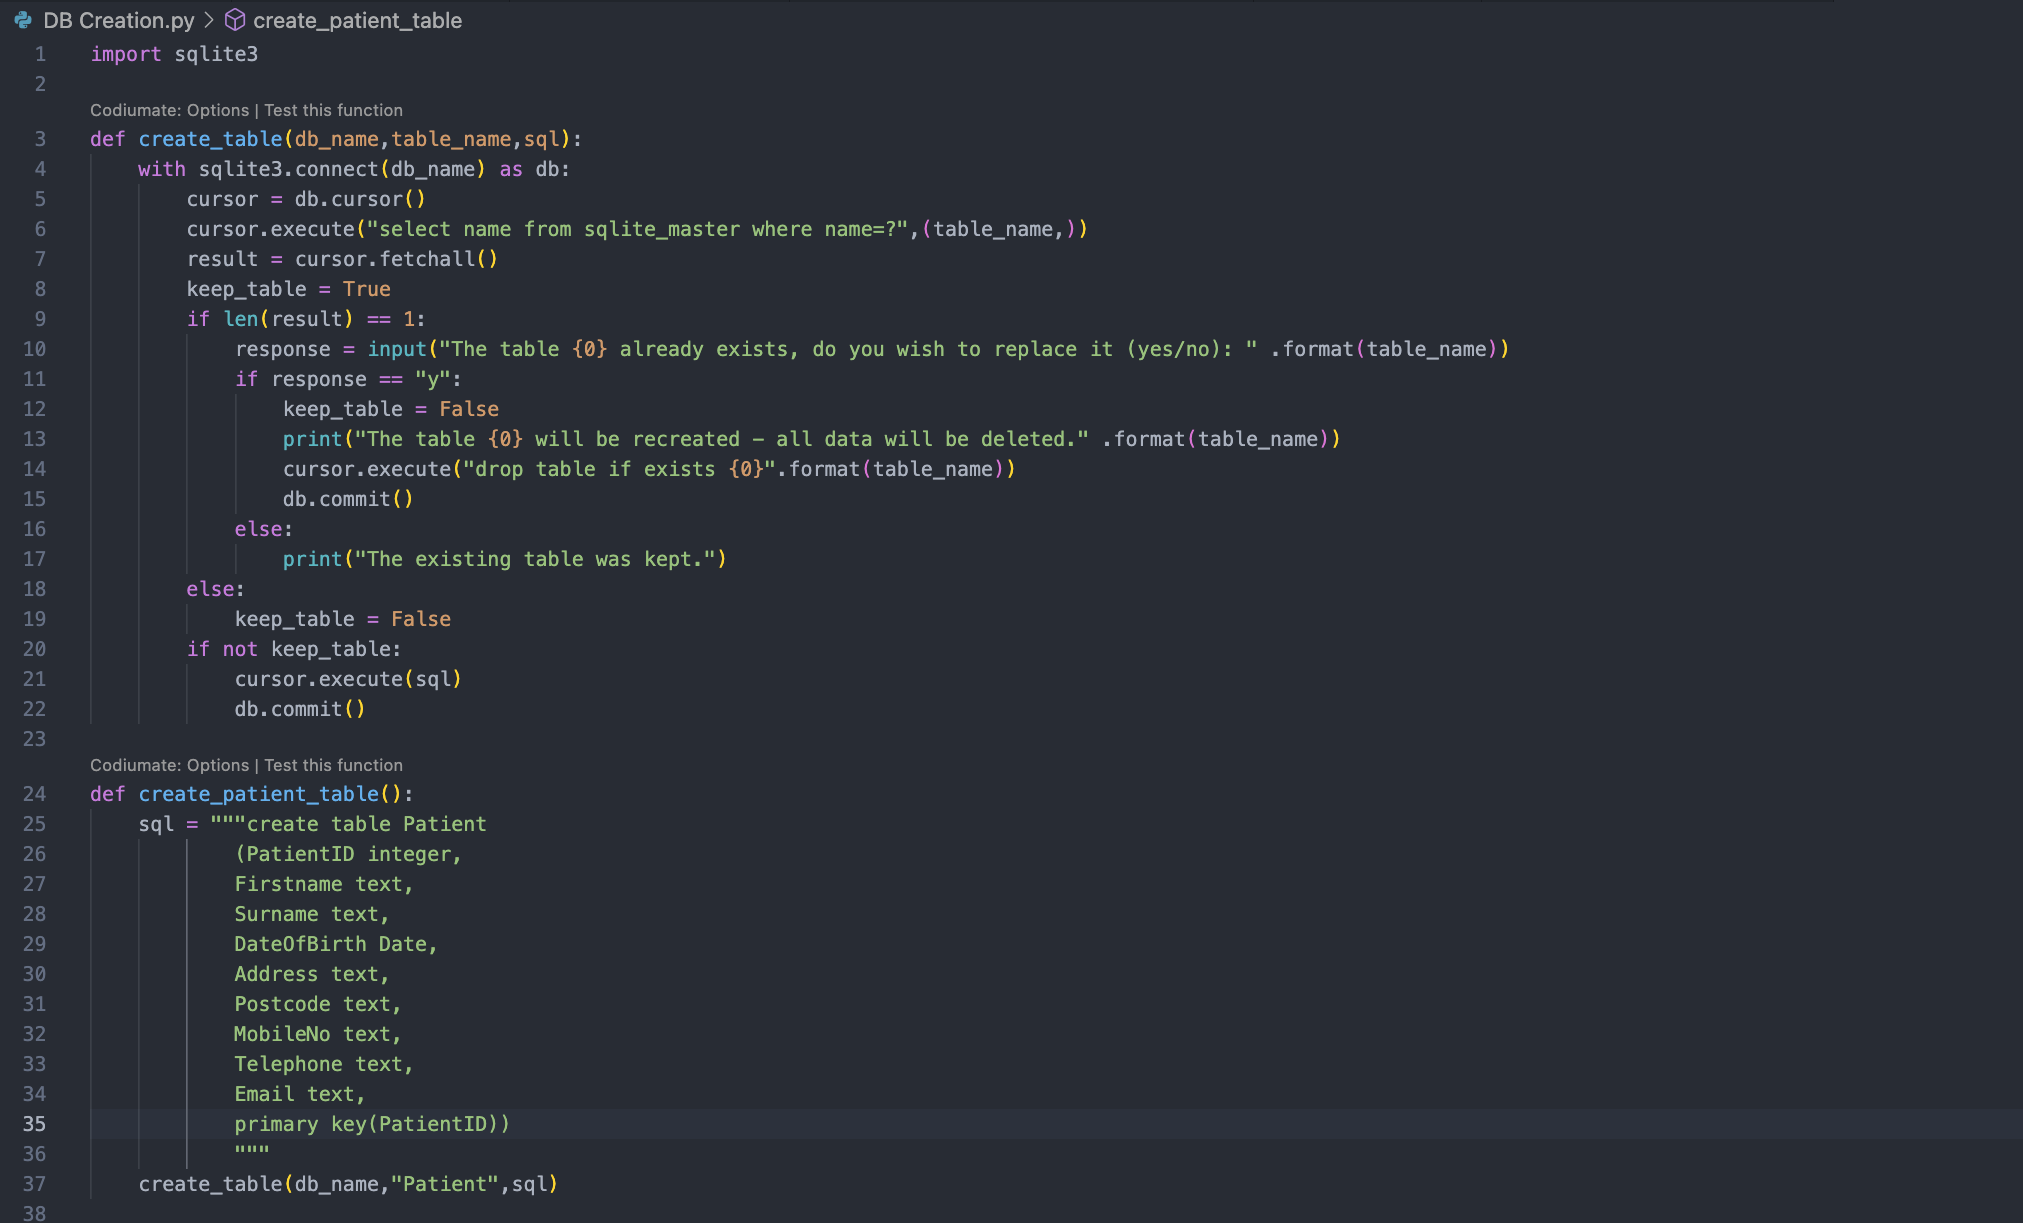 DB Creation.py > create_patient_table
1 import sqlite3
2
Codiumate: Options | Test this function
3 def create_table(db_name,table_name,sql):
4     with sqlite3.connect(db_name) as db:
5         cursor = db.cursor()
6         cursor.execute("select name from sqlite_master where name=?",(table_name,))
7         result = cursor.fetchall()
8         keep_table = True
9         if len(result) == 1:
10             response = input("The table {0} already exists, do you wish to replace it (yes/no): " .format(table_name))
11             if response == "y":
12                 keep_table = False
13                 print("The table {0} will be recreated – all data will be deleted." .format(table_name))
14                 cursor.execute("drop table if exists {0}".format(table_name))
15                 db.commit()
16             else:
17                 print("The existing table was kept.")
18         else:
19             keep_table = False
20         if not keep_table:
21             cursor.execute(sql)
22             db.commit()
23
Codiumate: Options | Test this function
24 def create_patient_table():
25     sql = """create table Patient
26             (PatientID integer,
27             Firstname text,
28             Surname text,
29             DateOfBirth Date,
30             Address text,
31             Postcode text,
32             MobileNo text,
33             Telephone text,
34             Email text,
35             primary key(PatientID))
36             """
37     create_table(db_name,"Patient",sql)
38